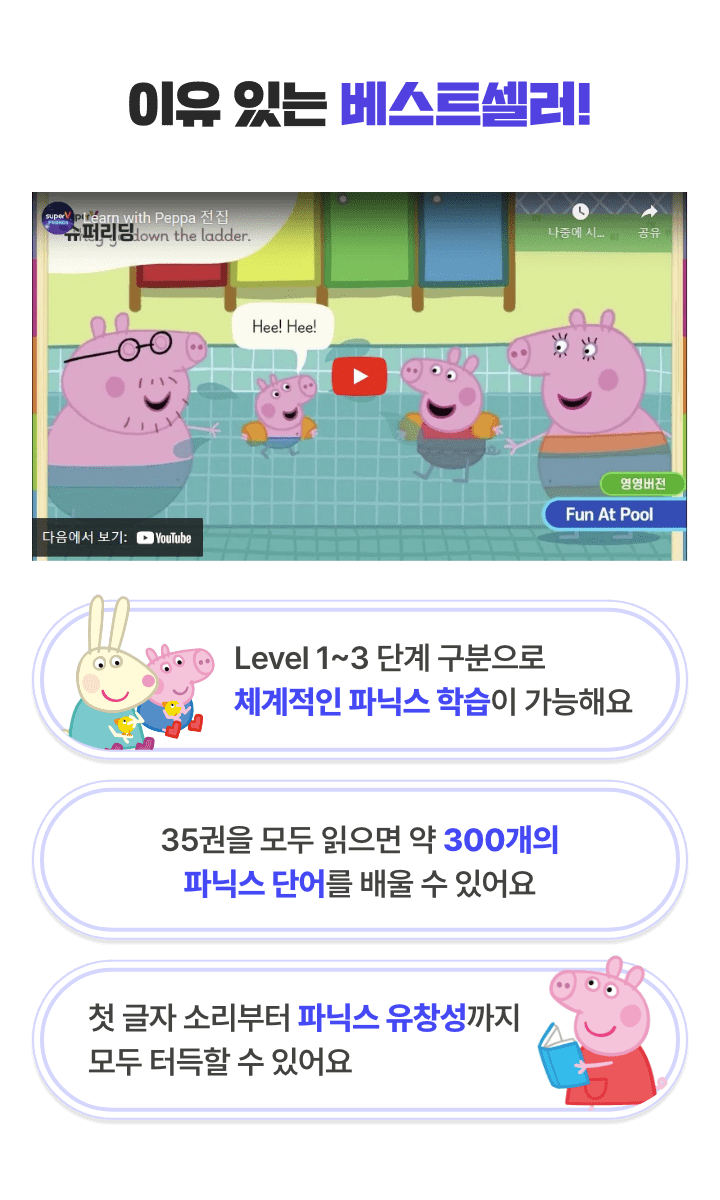 이유 있는 베스트셀러!
Learn with Peppa 전집
슈퍼리딩
down the ladder.
나중에 시...
공유
Hee! Hee!
영영버전
Fun At Pool
다음에서 보기: YouTube
Level 1~3 단계 구분으로
체계적인 파닉스 학습이 가능해요
35권을 모두 읽으면 약 300개의
파닉스 단어를 배울 수 있어요
첫 글자 소리부터 파닉스 유창성까지
모두 터득할 수 있어요